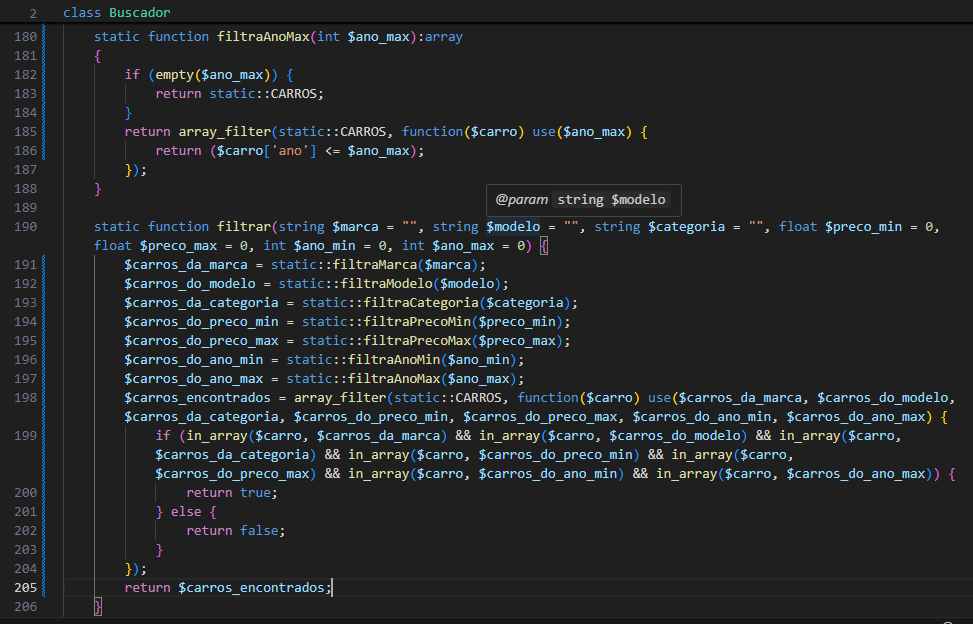 2 class Buscador
180 static function filtraAnoMax(int $ano_max):array
181 {
182 if (empty($ano_max)) {
183 return static::CARROS;
184 }
185 return array_filter(static::CARROS, function($carro) use($ano_max) {
186 return ($carro['ano'] <= $ano_max);
187 });
188 }
@param string $modelo
189
190 static function filtrar(string $marca = "", string $modelo = "", string $categoria = "", float $preco_min = 0,
float $preco_max = 0, int $ano_min = 0, int $ano_max = 0) {
191 $carros_da_marca = static::filtraMarca($marca);
192 $carros_do_modelo = static::filtraModelo($modelo);
193 $carros_da_categoria = static::filtraCategoria($categoria);
194 $carros_do_preco_min = static::filtraPrecoMin($preco_min);
195 $carros_do_preco_max = static::filtraPrecoMax($preco_max);
196 $carros_do_ano_min = static::filtraAnoMin($ano_min);
197 $carros_do_ano_max = static::filtraAnoMax($ano_max);
198 $carros_encontrados = array_filter(static::CARROS, function($carro) use($carros_da_marca, $carros_do_modelo,
$carros_da_categoria, $carros_do_preco_min, $carros_do_preco_max, $carros_do_ano_min, $carros_do_ano_max) {
199 if (in_array($carro, $carros_da_marca) && in_array($carro, $carros_do_modelo) && in_array($carro,
$carros_da_categoria) && in_array($carro, $carros_do_preco_min) && in_array($carro,
$carros_do_preco_max) && in_array($carro, $carros_do_ano_min) && in_array($carro, $carros_do_ano_max)) {
200 return true;
201 } else {
202 return false;
203 }
204 });
205 return $carros_encontrados;
206 }